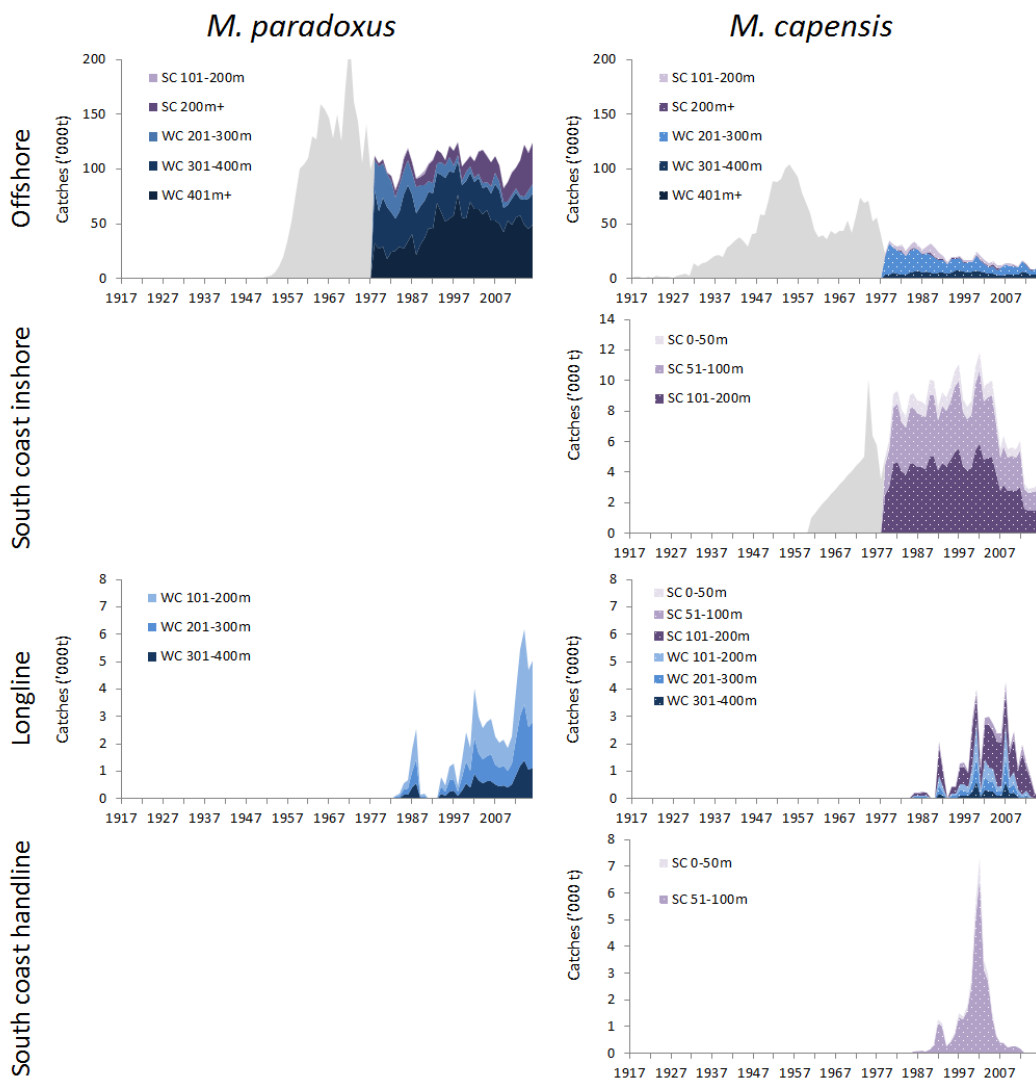 M. paradoxus
M. capensis
Offshore
Catches ('000t)
200
150
100
50
0
SC 101-200m
SC 200m+
WC 201-300m
WC 301-400m
WC 401m+
1917 1927 1937 1947 1957 1967 1977 1987 1997 2007
Catches ('000t)
200
150
100
50
0
SC 101-200m
SC 200m+
WC 201-300m
WC 301-400m
WC 401m+
1917 1927 1937 1947 1957 1967 1977 1987 1997 2007
South coast inshore
Catches ('000 t)
14
12
10
8
6
4
2
0
SC 0-50m
SC 51-100m
SC 101-200m
1917 1927 1937 1947 1957 1967 1977 1987 1997 2007
Longline
Catches ('000t)
8
7
6
5
4
3
2
1
0
WC 101-200m
WC 201-300m
WC 301-400m
1917 1927 1937 1947 1957 1967 1977 1987 1997 2007
Catches ('000t)
8
7
6
5
4
3
2
1
0
SC 0-50m
SC 51-100m
SC 101-200m
WC 101-200m
WC 201-300m
WC 301-400m
1917 1927 1937 1947 1957 1967 1977 1987 1997 2007
South coast handline
Catches ('000 t)
8
7
6
5
4
3
2
1
0
SC 0-50m
SC 51-100m
1917 1927 1937 1947 1957 1967 1977 1987 1997 2007